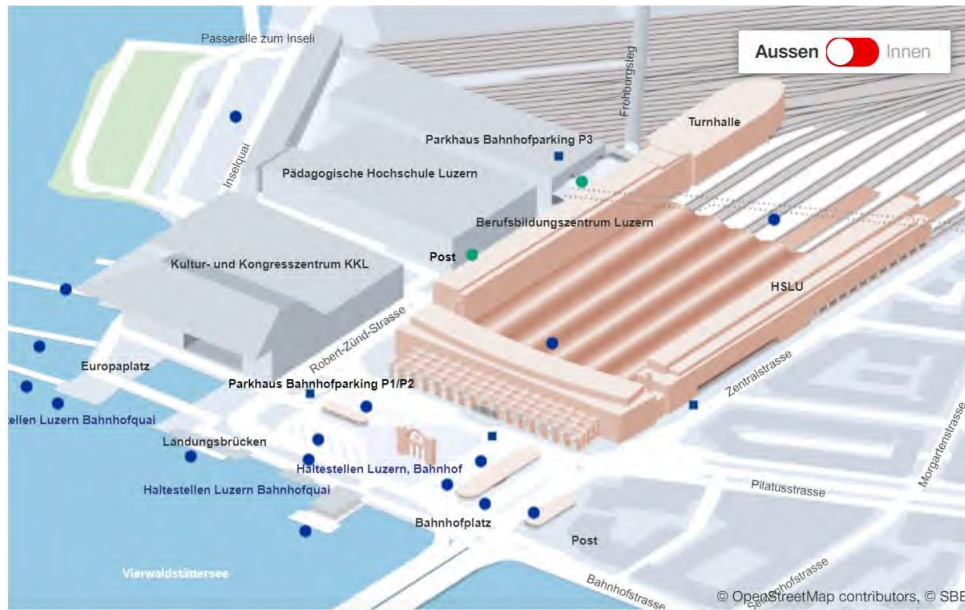 Passerelle zum Inseli
Aussen Innen
Frohburgsteg
Turnhalle
Parkhaus Bahnhofparking P3
Inseliquai
Pädagogische Hochschule Luzern
Berufsbildungszentrum Luzern
Post
Kultur- und Kongresszentrum KKL
HSLU
Robert-Zünd-Strasse
Europaplatz
Zentralstrasse
Parkhaus Bahnhofparking P1/P2
ellen Luzern Bahnhofquai
Morgartenstrasse
Landungsbrücken
Haltestellen Luzern, Bahnhof
Haltestellen Luzern Bahnhofquai
Pilatusstrasse
Bahnhofplatz
Post
Vierwaldstättersee
Bahnhofstrasse
© OpenStreetMap contributors, © SBB